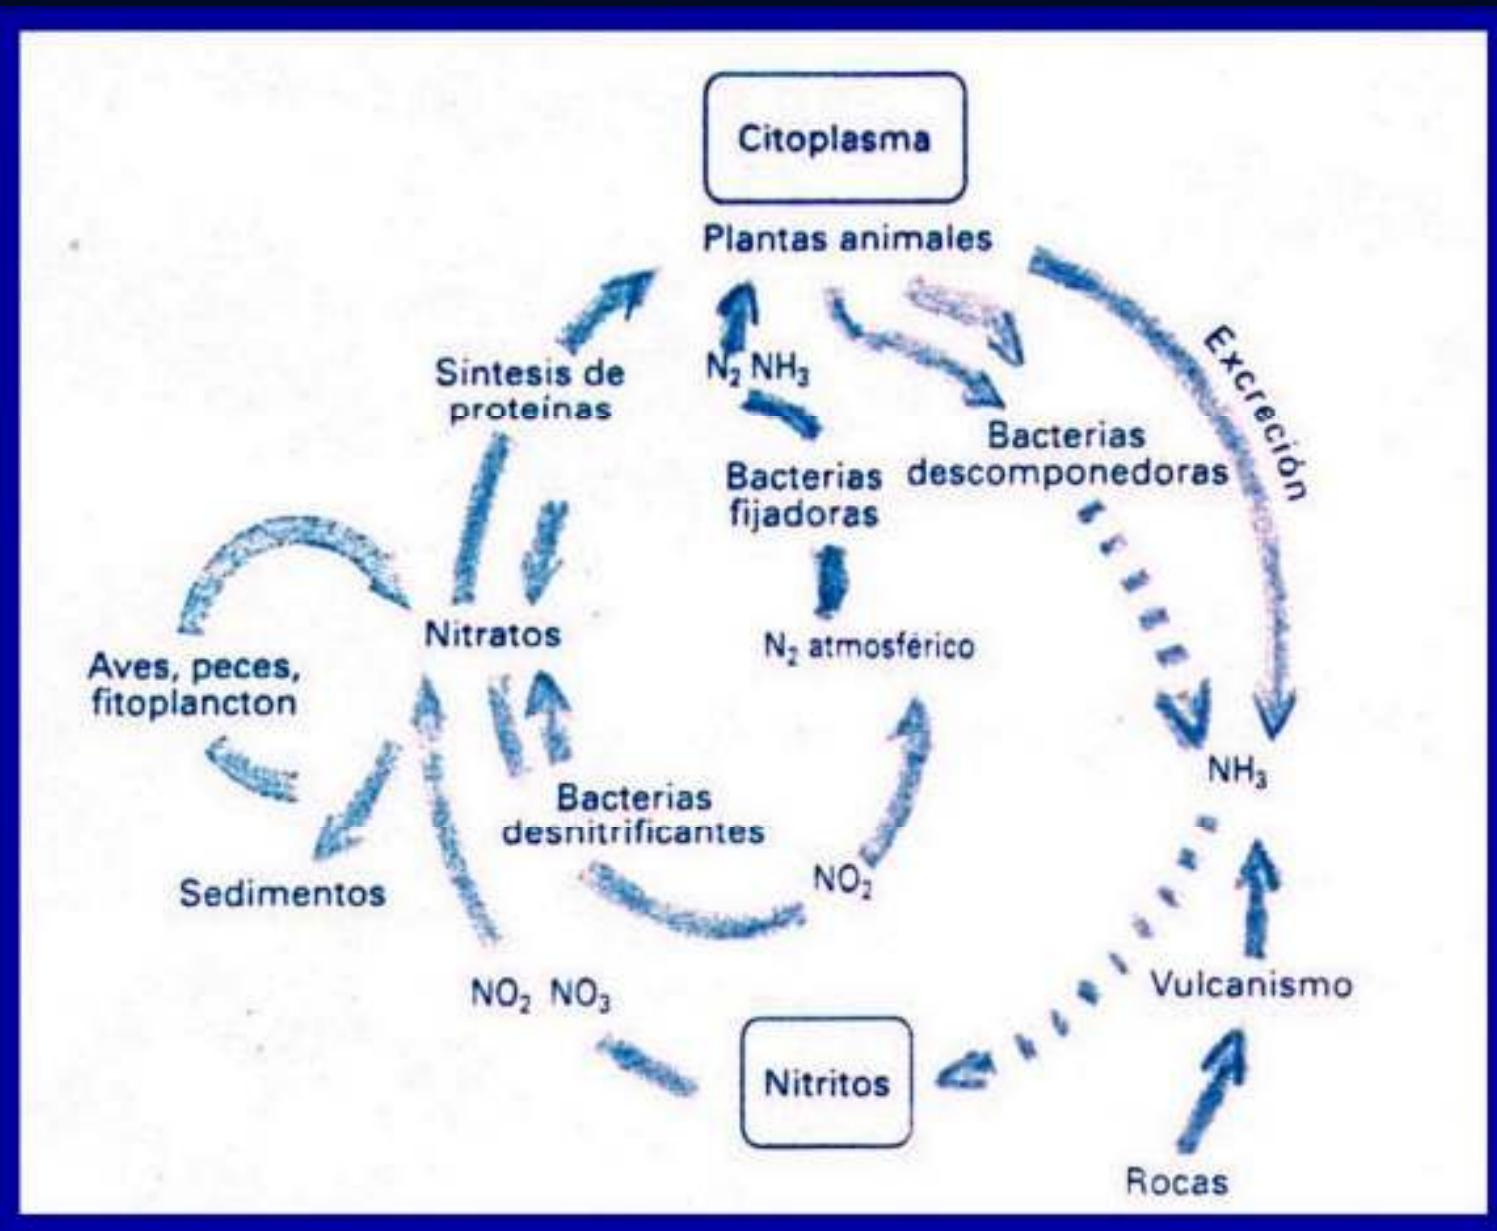 Citoplasma
Plantas animales
Excreción
Síntesis de
proteínas
N₂ NH₃
Bacterias
descomponedoras
Bacterias
fijadoras
Nitratos
N₂ atmosférico
Aves, peces,
fitoplancton
NH₃
Bacterias
desnitrificantes
NO₂
Sedimentos
NO₂ NO₃
Vulcanismo
Nitritos
Rocas